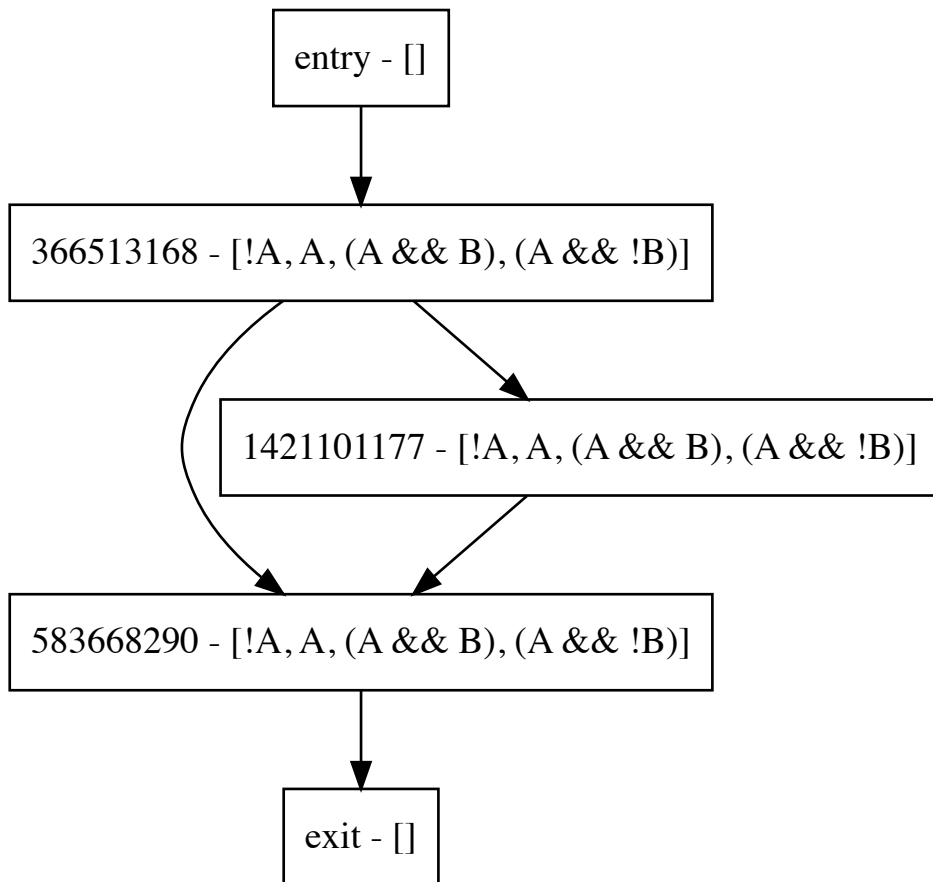 entry - []
366513168 - [!A, A, (A && B), (A && !B)]
1421101177 - [!A, A, (A && B), (A && !B)]
583668290 - [!A, A, (A && B), (A && !B)]
exit - []